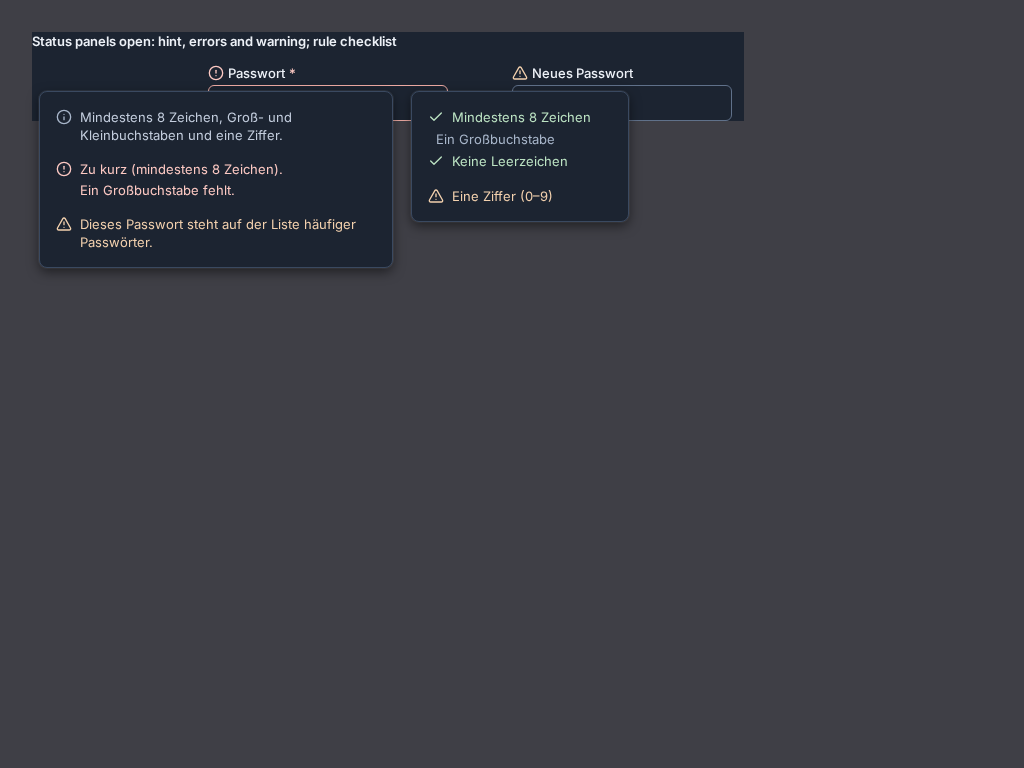 Status panels open: hint, errors and warning; rule checklist
Passwort *
Neues Passwort
Mindestens 8 Zeichen, Groß- und
Kleinbuchstaben und eine Ziffer.
Zu kurz (mindestens 8 Zeichen).
Ein Großbuchstabe fehlt.
Dieses Passwort steht auf der Liste häufiger
Passwörter.
Mindestens 8 Zeichen
Ein Großbuchstabe
Keine Leerzeichen
Eine Ziffer (0–9)